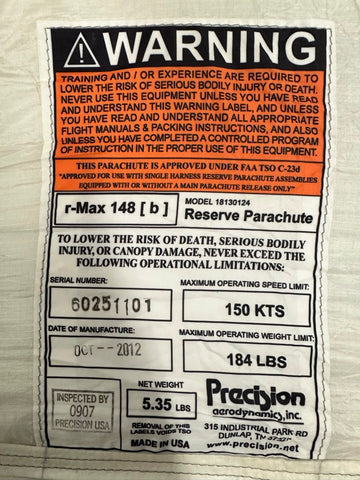 WARNING
TRAINING AND / OR EXPERIENCE ARE REQUIRED TO
LOWER THE RISK OF SERIOUS BODILY INJURY OR DEATH.
NEVER USE THIS EQUIPMENT UNLESS YOU HAVE READ
AND UNDERSTAND THIS WARNING LABEL, AND UNLESS
YOU HAVE READ AND UNDERSTAND ALL APPROPRIATE
FLIGHT MANUALS & PACKING INSTRUCTIONS, AND ALSO
UNLESS YOU HAVE COMPLETED A CONTROLLED PROGRAM
OF INSTRUCTION IN THE PROPER USE OF THIS EQUIPMENT.
THIS PARACHUTE IS APPROVED UNDER FAA TSO C-23d
"APPROVED FOR USE WITH SINGLE HARNESS RESERVE PARACHUTE ASSEMBLIES
EQUIPPED WITH OR WITHOUT A MAIN PARACHUTE RELEASE ONLY"
r-Max 148 [ b ]
MODEL 18130124
Reserve Parachute
TO LOWER THE RISK OF DEATH, SERIOUS BODILY
INJURY, OR CANOPY DAMAGE, NEVER EXCEED THE
FOLLOWING OPERATIONAL LIMITATIONS:
SERIAL NUMBER:
60251101
MAXIMUM OPERATING SPEED LIMIT:
150 KTS
DATE OF MANUFACTURE:
OCT--2012
MAXIMUM OPERATING WEIGHT LIMIT:
184 LBS
INSPECTED BY
0907
PRECISION USA
NET WEIGHT
5.35 LBS
REMOVAL OF THIS
LABEL VOIDS TSO
MADE IN USA
Precision
aerodynamics, inc.
315 INDUSTRIAL PARK RD
DUNLAP, TN
www.precision.net